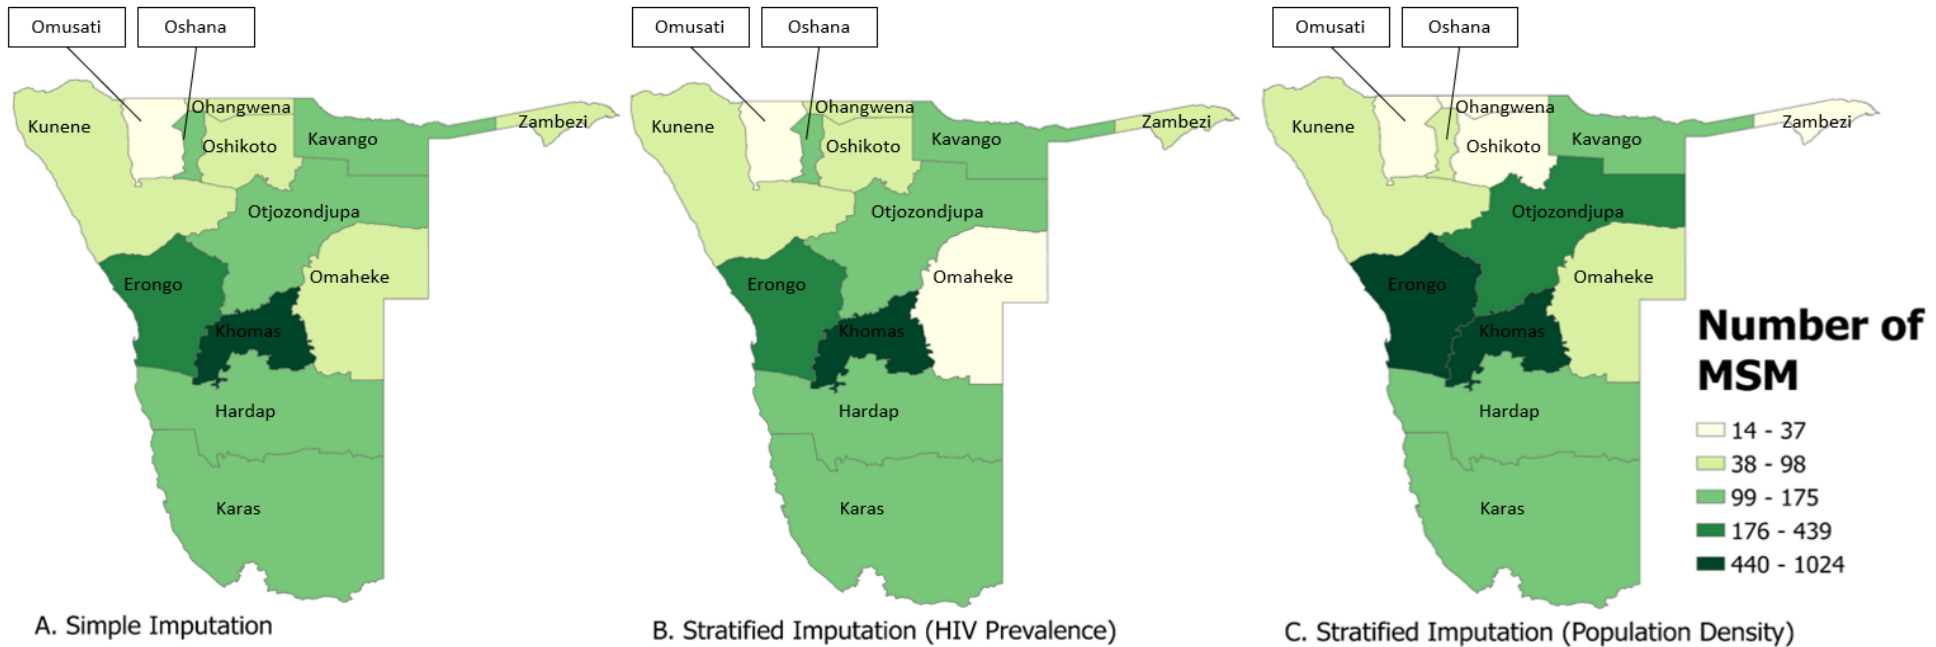 Omusati
Oshana
Ohangwena
Kunene
Oshikoto
Kavango
Zambezi
Otjozondjupa
Omaheke
Erongo
Khomas
Hardap
Karas
A. Simple Imputation
Omusati
Oshana
Ohangwena
Kunene
Oshikoto
Kavango
Zambezi
Otjozondjupa
Omaheke
Erongo
Khomas
Hardap
Karas
B. Stratified Imputation (HIV Prevalence)
Omusati
Oshana
Ohangwena
Kunene
Oshikoto
Kavango
Zambezi
Otjozondjupa
Omaheke
Erongo
Khomas
Hardap
Karas
C. Stratified Imputation (Population Density)
Number of
MSM
14 - 37
38 - 98
99 - 175
176 - 439
440 - 1024